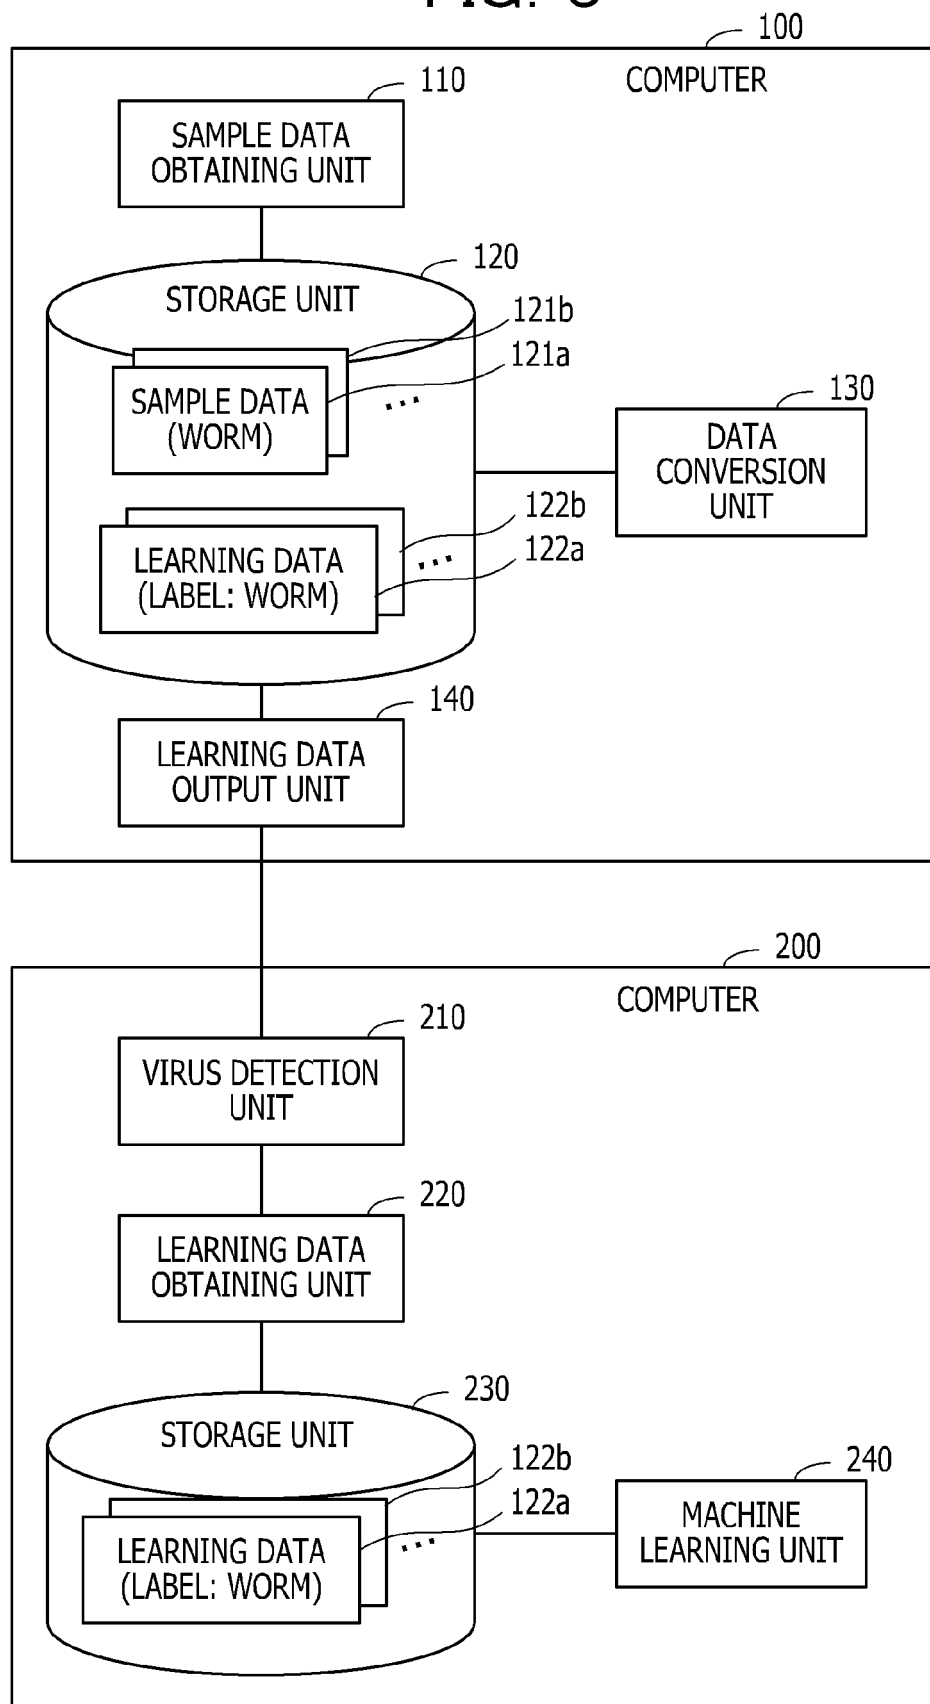 100
COMPUTER
110
SAMPLE DATA
OBTAINING UNIT
120
STORAGE UNIT
121b
121a
SAMPLE DATA
(WORM)
...
130
DATA
CONVERSION
UNIT
122b
122a
LEARNING DATA
(LABEL: WORM)
...
140
LEARNING DATA
OUTPUT UNIT
200
COMPUTER
210
VIRUS DETECTION
UNIT
220
LEARNING DATA
OBTAINING UNIT
230
STORAGE UNIT
122b
122a
LEARNING DATA
(LABEL: WORM)
...
240
MACHINE
LEARNING UNIT